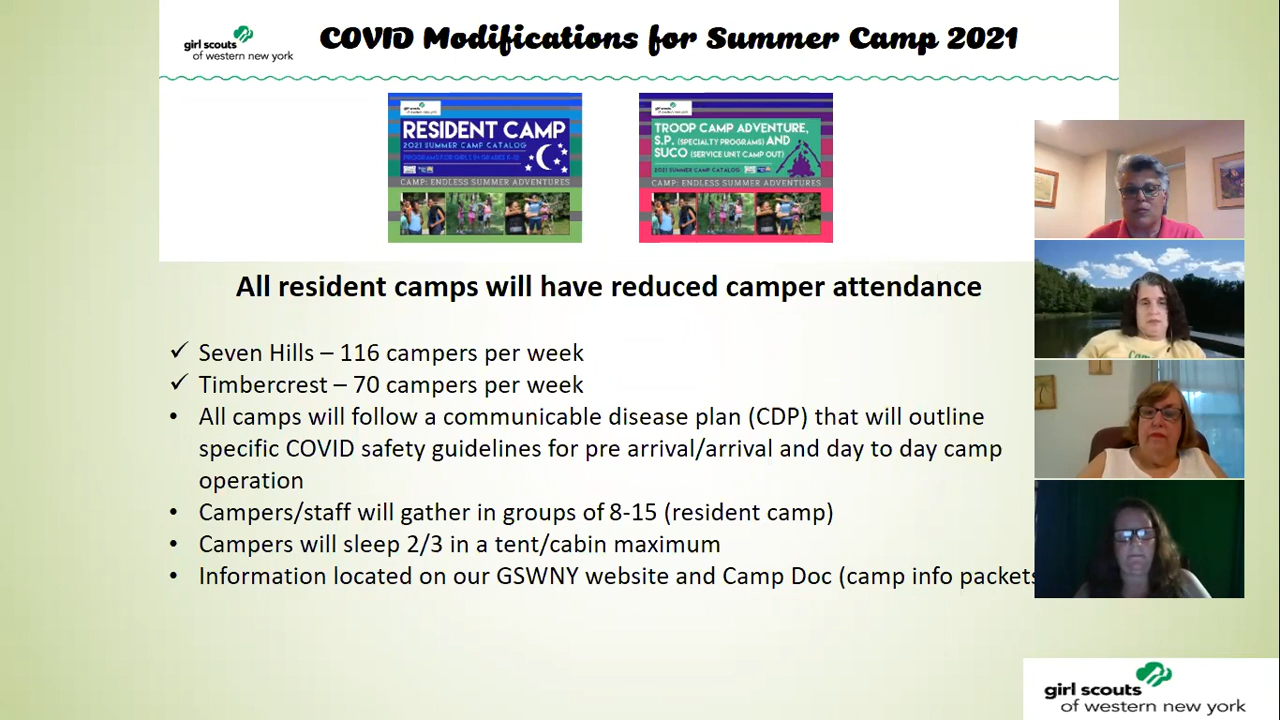 girl scouts
of western new york
COVID Modifications for Summer Camp 2021
RESIDENT CAMP
2021 SUMMER CAMP CATALOG
PROGRAMS FOR GIRLS IN GRADES K-12
CAMP: ENDLESS SUMMER ADVENTURES
TROOP CAMP ADVENTURE,
S.P. (SPECIALTY PROGRAMS) AND
SUCO (SERVICE UNIT CAMP OUT)
2021 SUMMER CAMP CATALOG
CAMP: ENDLESS SUMMER ADVENTURES
All resident camps will have reduced camper attendance
✓ Seven Hills – 116 campers per week
✓ Timbercrest – 70 campers per week
• All camps will follow a communicable disease plan (CDP) that will outline
specific COVID safety guidelines for pre arrival/arrival and day to day camp
operation
• Campers/staff will gather in groups of 8-15 (resident camp)
• Campers will sleep 2/3 in a tent/cabin maximum
• Information located on our GSWNY website and Camp Doc (camp info packets
girl scouts
of western new york